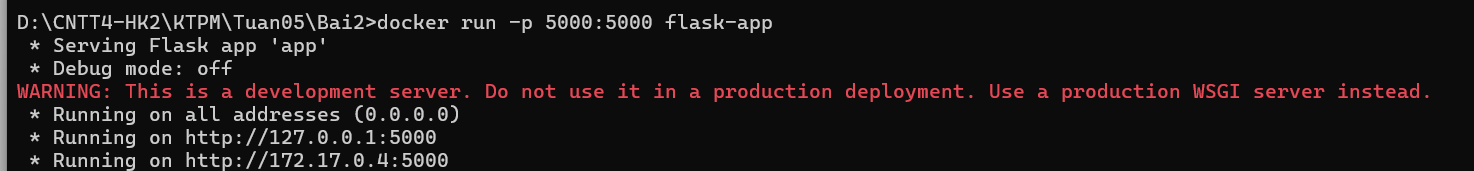 D:\CNTT4-HK2\KTPM\Tuan05\Bai2>docker run -p 5000:5000 flask-app
 * Serving Flask app 'app'
 * Debug mode: off
WARNING: This is a development server. Do not use it in a production deployment. Use a production WSGI server instead.
 * Running on all addresses (0.0.0.0)
 * Running on http://127.0.0.1:5000
 * Running on http://172.17.0.4:5000